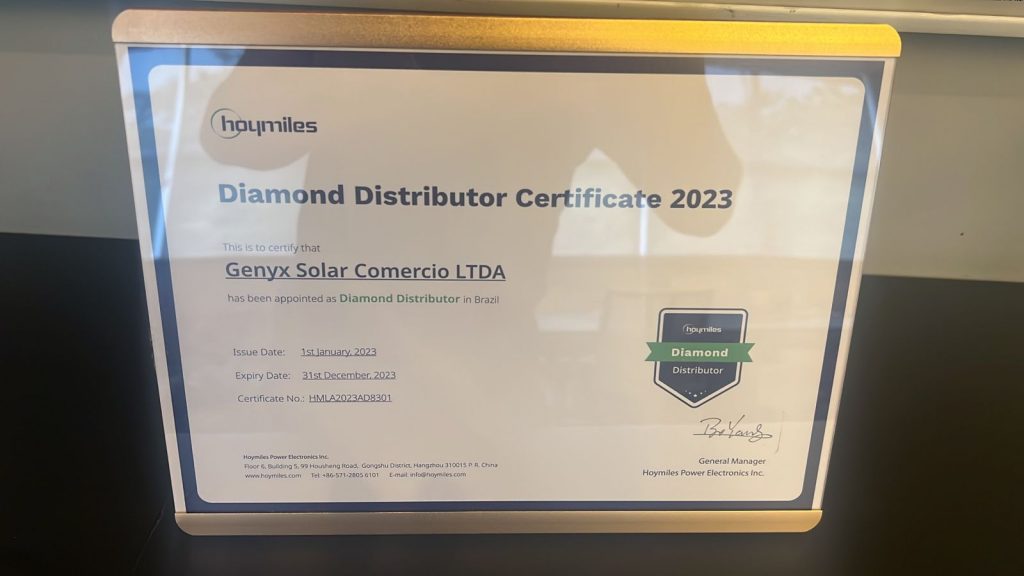 hoymiles
Diamond Distributor Certificate 2023
This is to certify that
Genyx Solar Comercio LTDA
has been appointed as Diamond Distributor in Brazil
Issue Date: 1st January, 2023
Expiry Date: 31st December, 2023
Certificate No.: HMLA2023AD8301
hoymiles
Diamond
Distributor
General Manager
Hoymiles Power Electronics Inc.
Hoymiles Power Electronics Inc.
Floor 6, Building 5, 99 Housheng Road, Gongshu District, Hangzhou 310015 P. R. China
www.hoymiles.com Tel: +86-571-2805 6101 E-mail: info@hoymiles.com